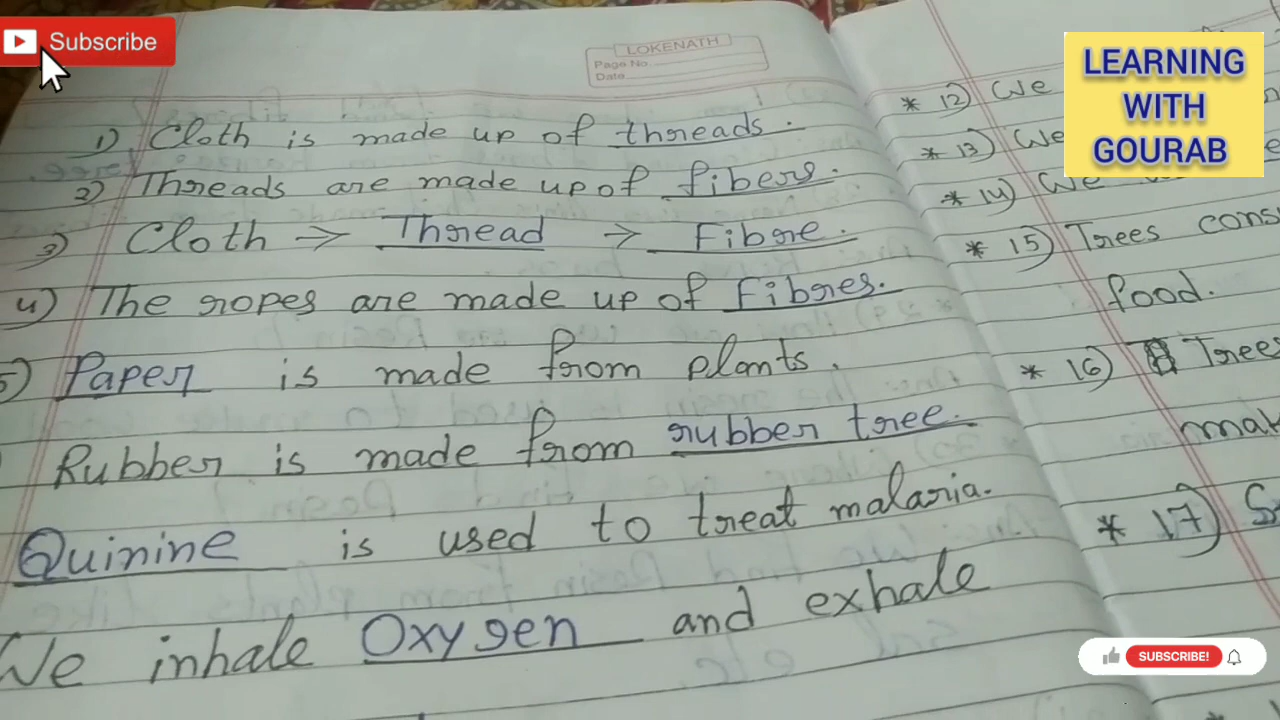 Subscribe
LOKENATH
Page No
Date
LEARNING
WITH
GOURAB
1) Cloth is made up of threads.
2) Threads are made up of fibers.
3) Cloth → Thread → Fibre.
4) The ropes are made up of Fibres.
5) Paper is made from plants.
Rubber is made from rubber tree.
Quinine is used to treat malaria.
We inhale Oxygen and exhale
* 12) We
* 13) We
* 14) We
* 15) Trees cons
food.
* 16) Trees
mak
* 17)
SUBSCRIBE!